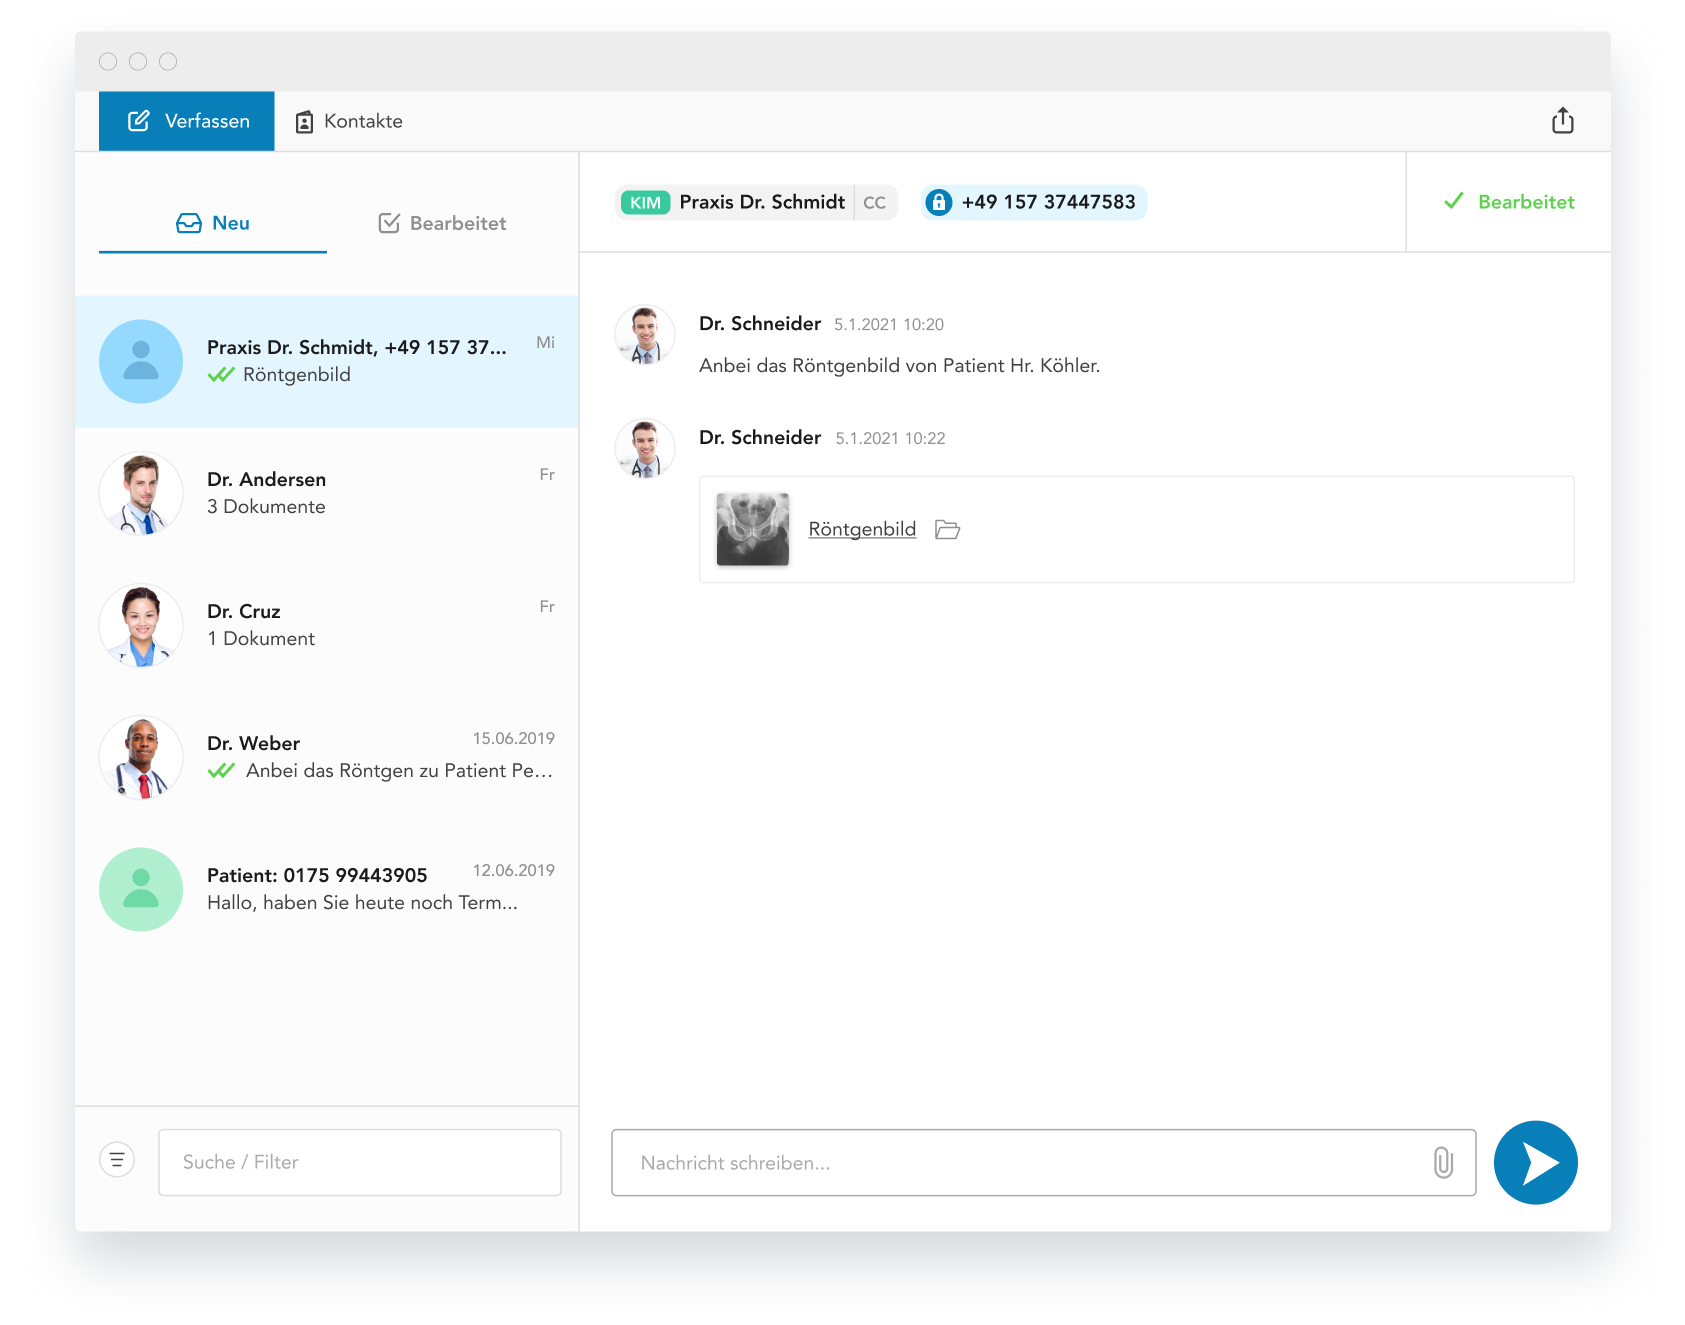 Verfassen
Kontakte
Neu
Bearbeitet
Praxis Dr. Schmidt, +49 157 37...
Mi
Röntgenbild
Dr. Andersen
Fr
3 Dokumente
Dr. Cruz
Fr
1 Dokument
Dr. Weber
15.06.2019
Anbei das Röntgen zu Patient Pe...
Patient: 0175 99443905
12.06.2019
Hallo, haben Sie heute noch Term...
Suche / Filter
KIM Praxis Dr. Schmidt CC
+49 157 37447583
Bearbeitet
Dr. Schneider 5.1.2021 10:20
Anbei das Röntgenbild von Patient Hr. Köhler.
Dr. Schneider 5.1.2021 10:22
Röntgenbild
Nachricht schreiben...